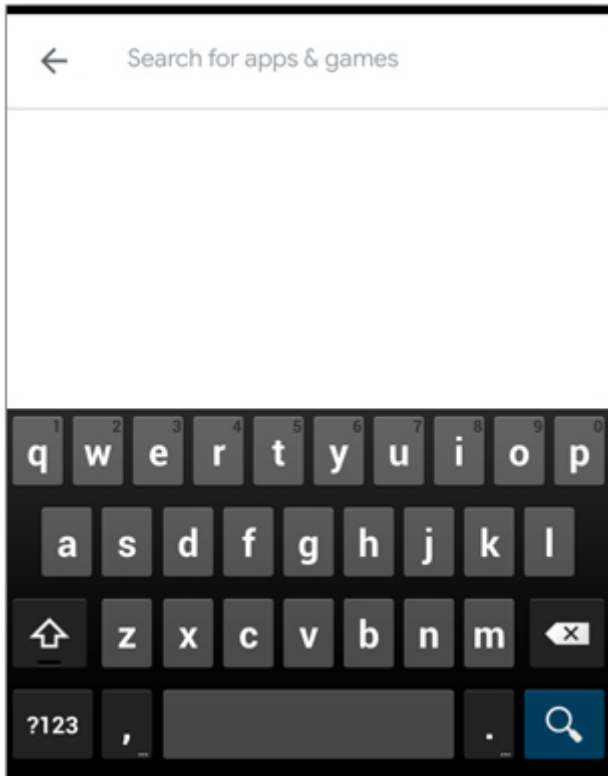 Search for apps & games
1 2 3 4 5 6 7 8 9 0
q w e r t y u i o p
a s d f g h j k l
z x c v b n m
?123 , ... . ...